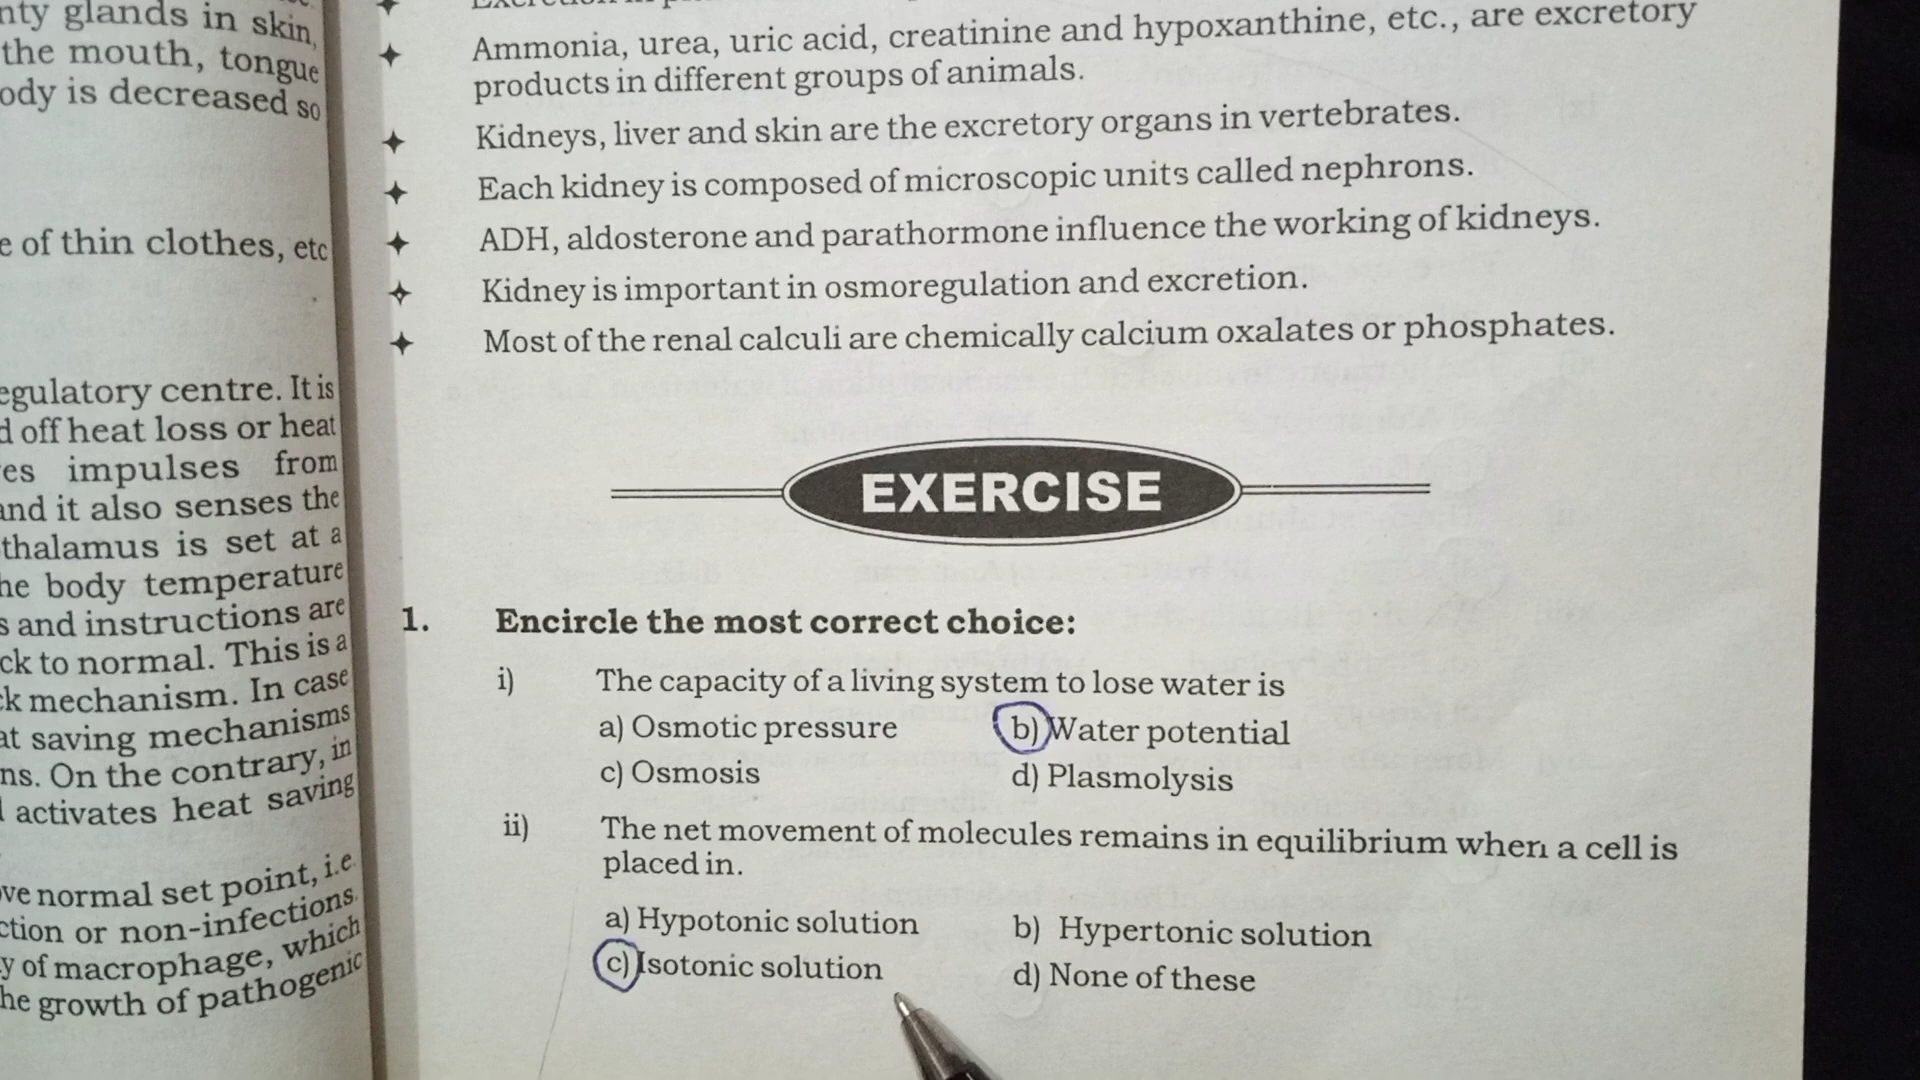 nty glands in skin,
the mouth, tongue
ody is decreased so
e of thin clothes, etc
egulatory centre. It is
d off heat loss or heat
es impulses from
and it also senses the
thalamus is set at a
he body temperature
s and instructions are
ck to normal. This is a
k mechanism. In case
at saving mechanisms
ns. On the contrary, in
activates heat saving
ve normal set point, i.e.
ction or non-infections.
y of macrophage, which
he growth of pathogenic
Ammonia, urea, uric acid, creatinine and hypoxanthine, etc., are excretory
products in different groups of animals.
Kidneys, liver and skin are the excretory organs in vertebrates.
Each kidney is composed of microscopic units called nephrons.
ADH, aldosterone and parathormone influence the working of kidneys.
Kidney is important in osmoregulation and excretion.
Most of the renal calculi are chemically calcium oxalates or phosphates.
EXERCISE
1. Encircle the most correct choice:
i) The capacity of a living system to lose water is
a) Osmotic pressure b) Water potential
c) Osmosis d) Plasmolysis
ii) The net movement of molecules remains in equilibrium when a cell is
placed in.
a) Hypotonic solution b) Hypertonic solution
c) Isotonic solution d) None of these